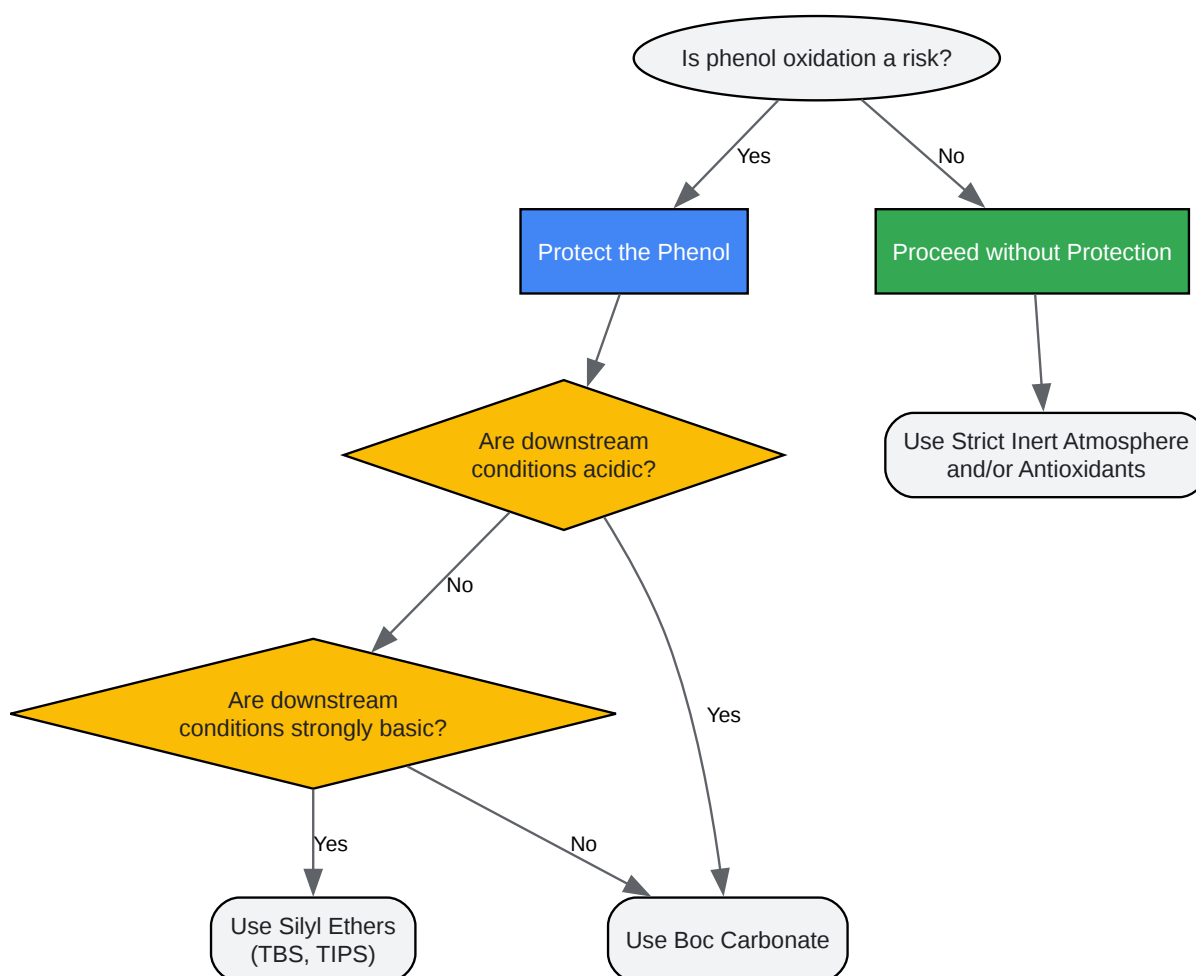 Is phenol oxidation a risk?
Yes
No
Protect the Phenol
Proceed without Protection
Are downstream
conditions acidic?
Use Strict Inert Atmosphere
and/or Antioxidants
No
Yes
Are downstream
conditions strongly basic?
Yes
No
Use Silyl Ethers
(TBS, TIPS)
Use Boc Carbonate